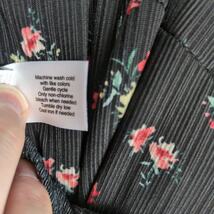 Machine wash cold
with like colors
Gentle cycle
Only non-chlorine
bleach when needed
Tumble dry low
Cool iron if needed